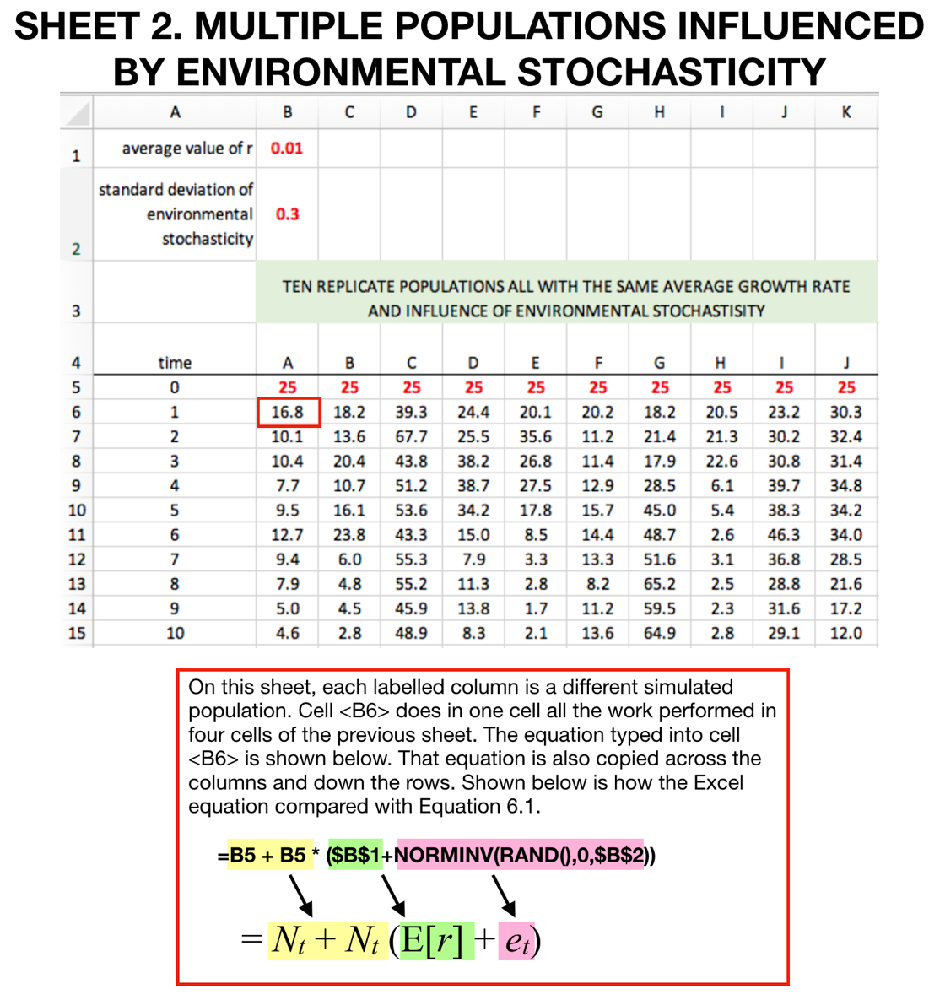 SHEET 2. MULTIPLE POPULATIONS INFLUENCED
BY ENVIRONMENTAL STOCHASTICITY
A B C D E F G H I J K
1 average value of r 0.01
standard deviation of
environmental 0.3
stochasticity
2
TEN REPLICATE POPULATIONS ALL WITH THE SAME AVERAGE GROWTH RATE
3 AND INFLUENCE OF ENVIRONMENTAL STOCHASTISITY
4 time A B C D E F G H I J
5 0 25 25 25 25 25 25 25 25 25 25
6 1 16.8 18.2 39.3 24.4 20.1 20.2 18.2 20.5 23.2 30.3
7 2 10.1 13.6 67.7 25.5 35.6 11.2 21.4 21.3 30.2 32.4
8 3 10.4 20.4 43.8 38.2 26.8 11.4 17.9 22.6 30.8 31.4
9 4 7.7 10.7 51.2 38.7 27.5 12.9 28.5 6.1 39.7 34.8
10 5 9.5 16.1 53.6 34.2 17.8 15.7 45.0 5.4 38.3 34.2
11 6 12.7 23.8 43.3 15.0 8.5 14.4 48.7 2.6 46.3 34.0
12 7 9.4 6.0 55.3 7.9 3.3 13.3 51.6 3.1 36.8 28.5
13 8 7.9 4.8 55.2 11.3 2.8 8.2 65.2 2.5 28.8 21.6
14 9 5.0 4.5 45.9 13.8 1.7 11.2 59.5 2.3 31.6 17.2
15 10 4.6 2.8 48.9 8.3 2.1 13.6 64.9 2.8 29.1 12.0
On this sheet, each labelled column is a different simulated
population. Cell <B6> does in one cell all the work performed in
four cells of the previous sheet. The equation typed into cell
<B6> is shown below. That equation is also copied across the
columns and down the rows. Shown below is how the Excel
equation compared with Equation 6.1.
=B5 + B5 * ($B$1+NORMINV(RAND(),0,$B$2))
= Nₜ + Nₜ (E[r] + eₜ)